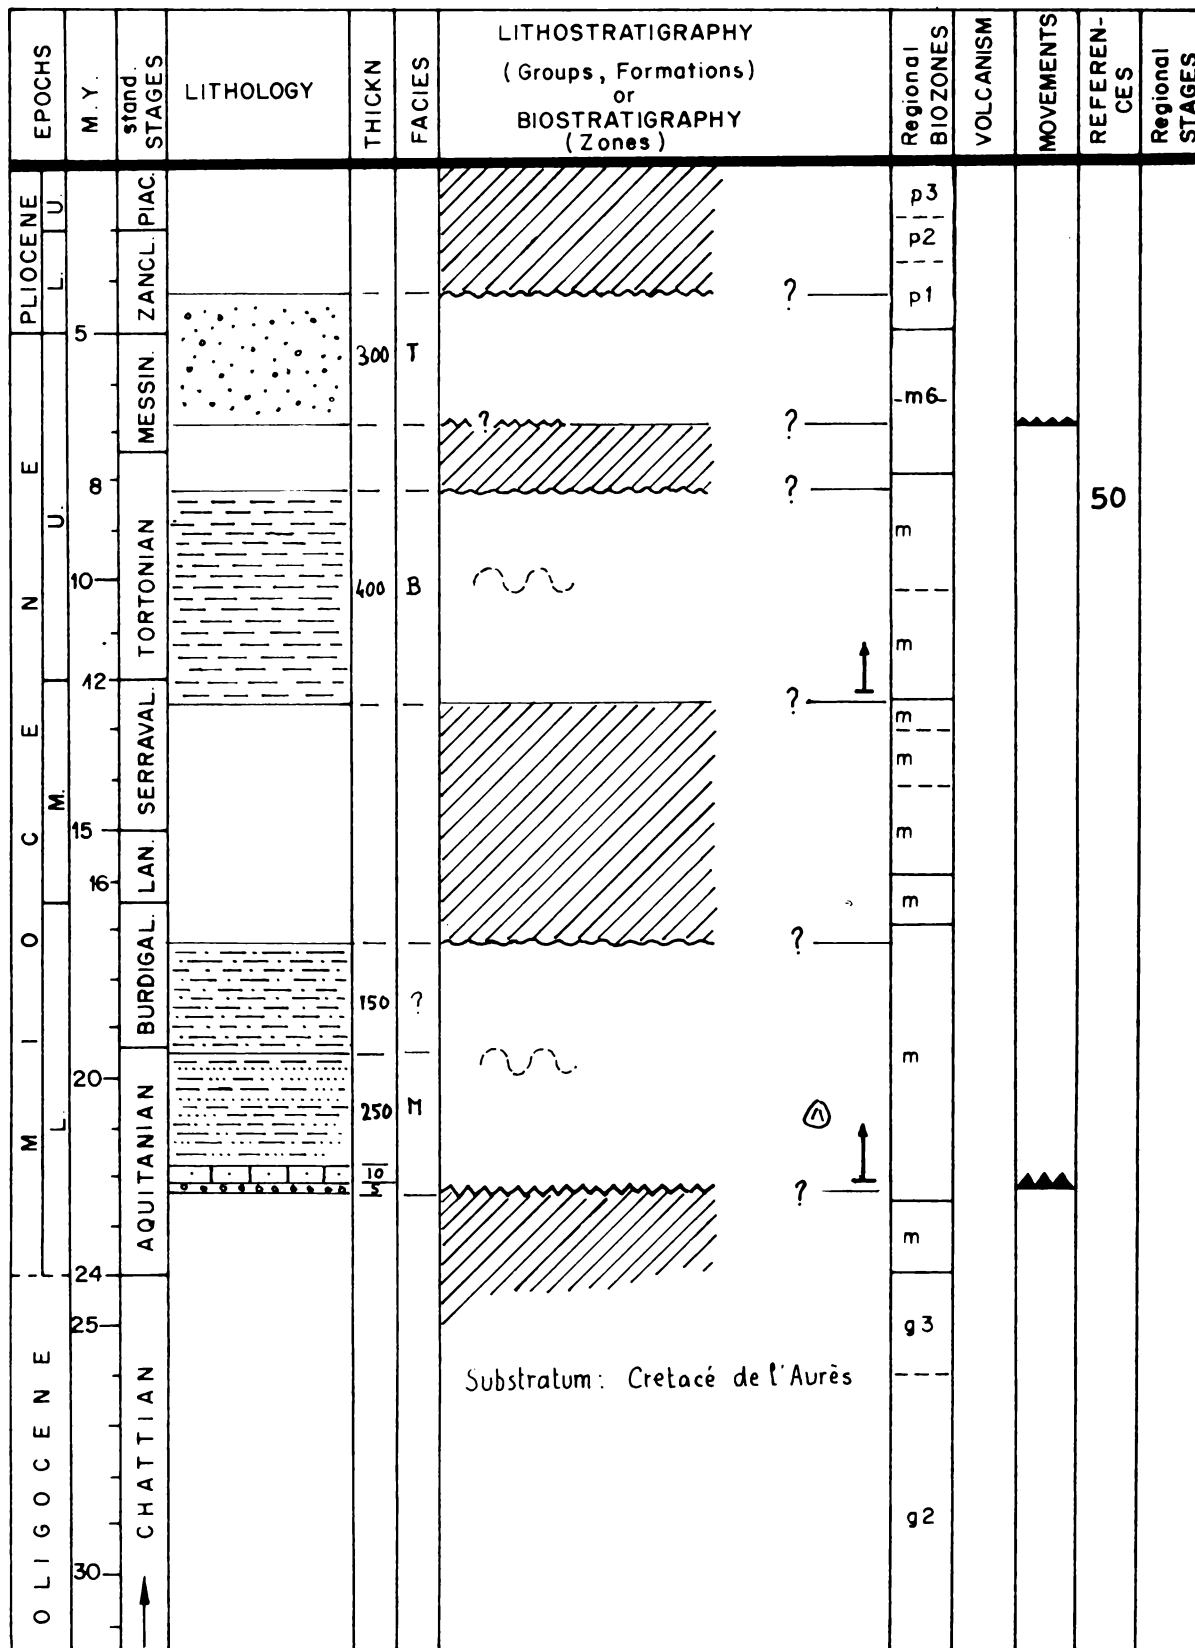 EPOCHS
M. Y.
stand.
STAGES
LITHOLOGY
THICKN
FACIES
LITHOSTRATIGRAPHY
(Groups, Formations)
or
BIOSTRATIGRAPHY
(Zones)
Regional
BIOZONES
VOLCANISM
MOVEMENTS
REFEREN-
CES
Regional
STAGES
PLIOCENE
U.
L.
PIAC.
ZANCL.
p3
p2
p1
?
5
MIOCENE
U.
MESSIN.
300
T
?
?
-m6-
8
?
50
TORTONIAN
m
10
400
B
m
12
?
M.
SERRAVAL.
m
m
15
m
LAN.
16
m
L.
BURDIGAL.
?
150
?
m
20
AQUITANIAN
250
M
10
5
?
m
24
OLIGOCENE
CHATTIAN
25
g3
Substratum: Cretacé de l'Aurès
g2
30